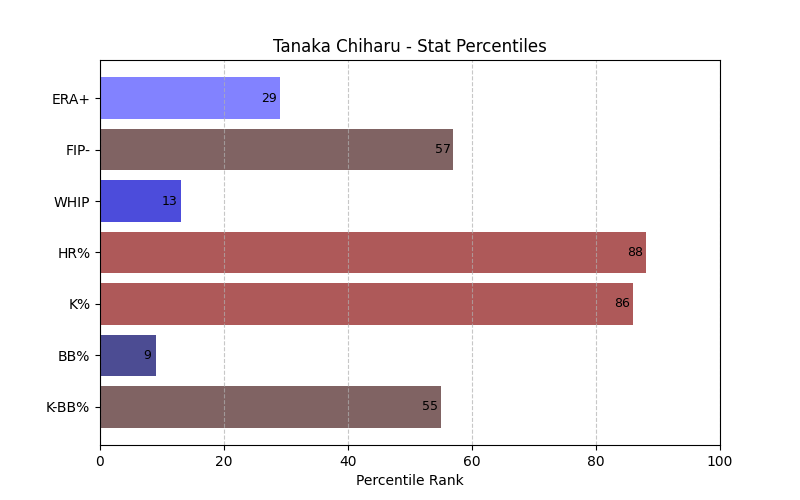 Tanaka Chiharu - Stat Percentiles
ERA+ 29
FIP- 57
WHIP 13
HR% 88
K% 86
BB% 9
K-BB% 55
0 20 40 60 80 100
Percentile Rank